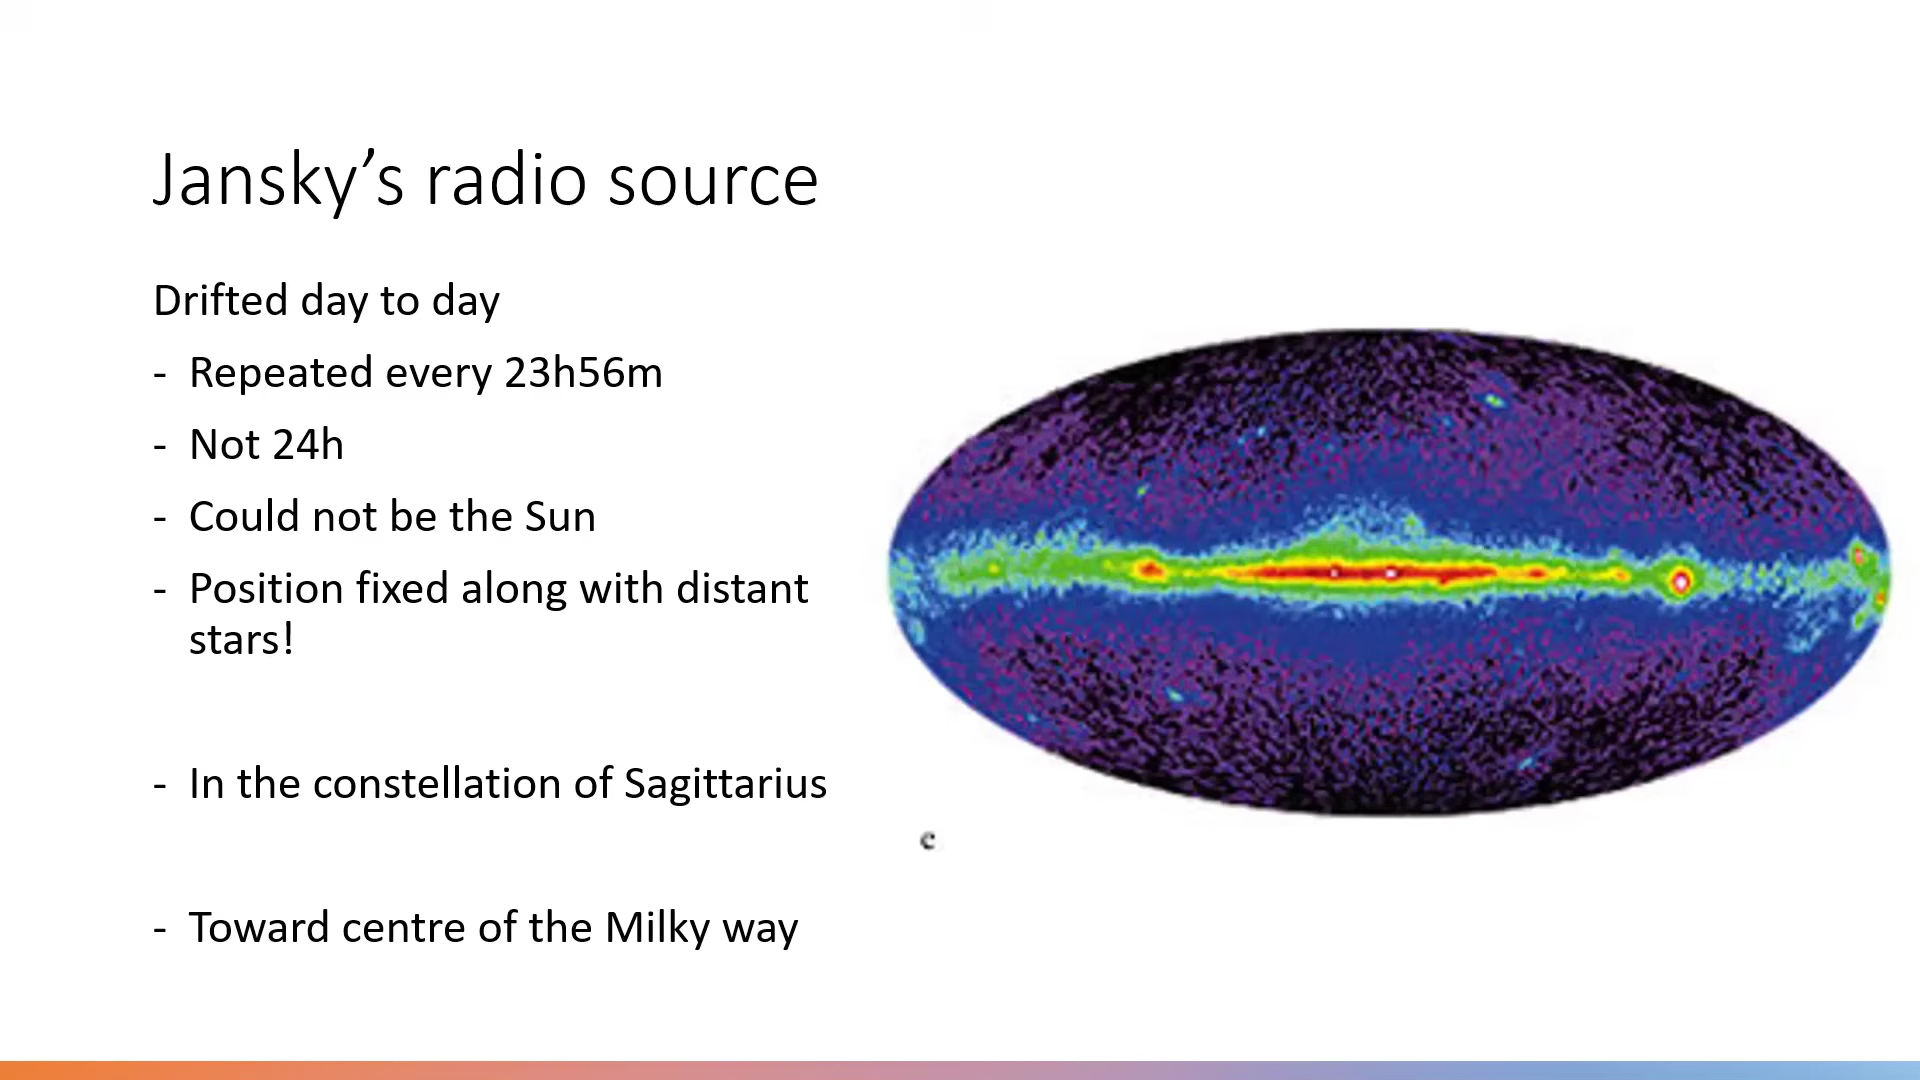 Jansky’s radio source
Drifted day to day
- Repeated every 23h56m
- Not 24h
- Could not be the Sun
- Position fixed along with distant
stars!
- In the constellation of Sagittarius
- Toward centre of the Milky way
c